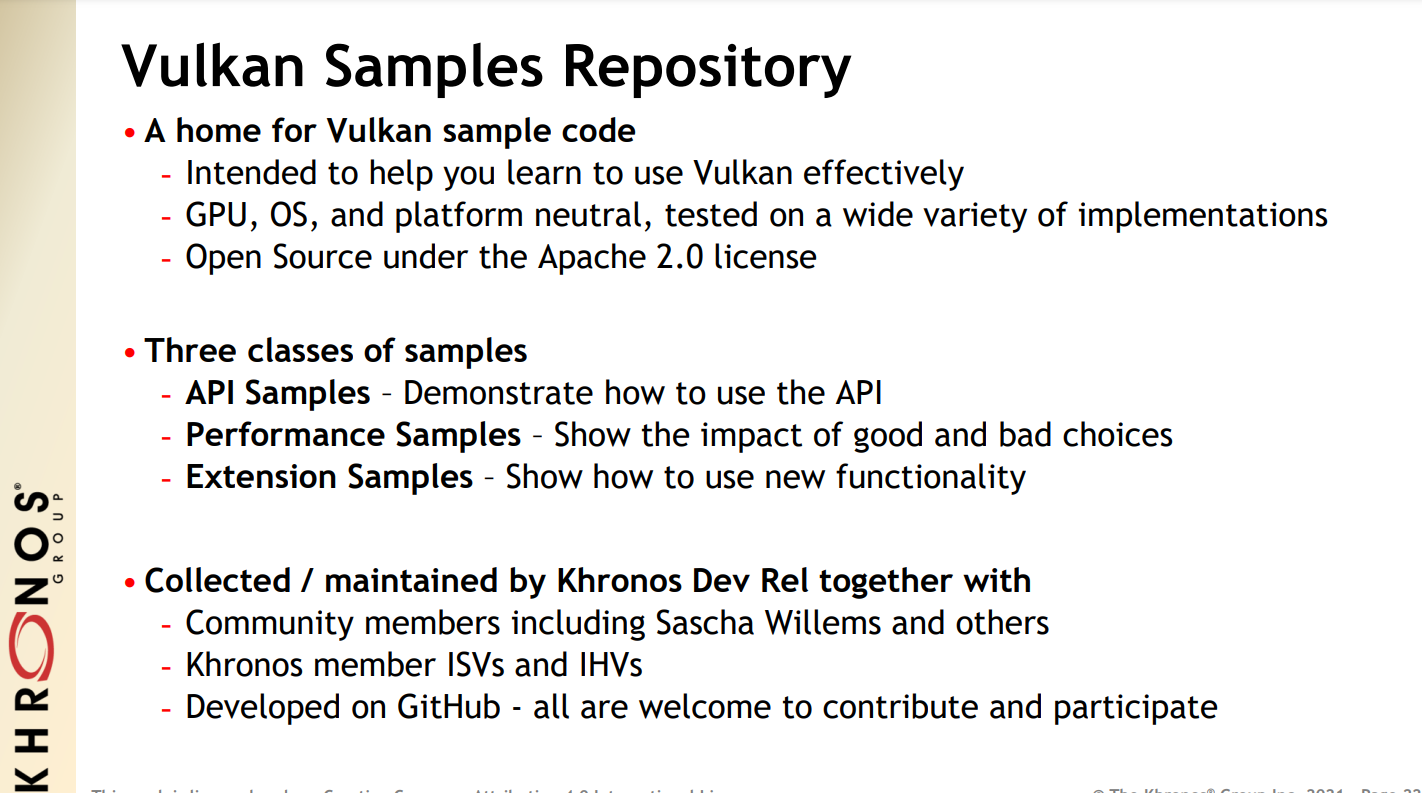 Vulkan Samples Repository
• A home for Vulkan sample code
- Intended to help you learn to use Vulkan effectively
- GPU, OS, and platform neutral, tested on a wide variety of implementations
- Open Source under the Apache 2.0 license
• Three classes of samples
- API Samples – Demonstrate how to use the API
- Performance Samples – Show the impact of good and bad choices
- Extension Samples – Show how to use new functionality
• Collected / maintained by Khronos Dev Rel together with
- Community members including Sascha Willems and others
- Khronos member ISVs and IHVs
- Developed on GitHub - all are welcome to contribute and participate
KHRONOS®
GROUP